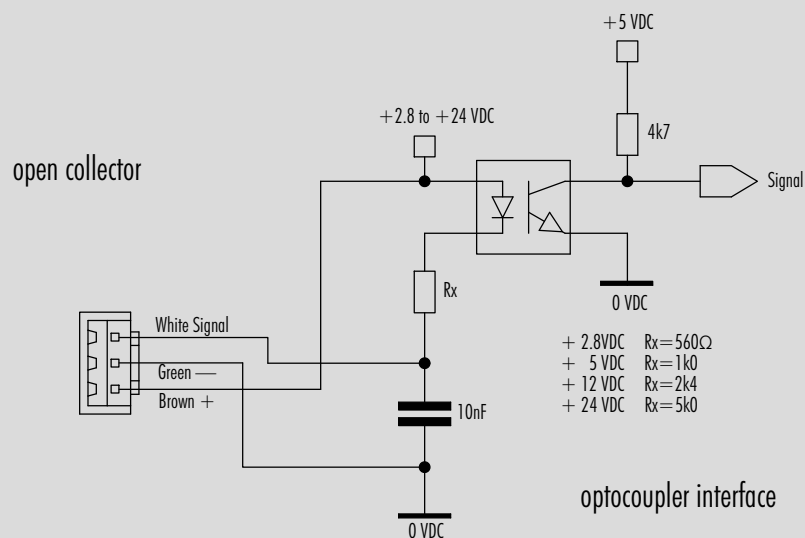 +5 VDC
+2.8 to +24 VDC
4k7
open collector
Signal
Rx
0 VDC
White Signal
Green —
Brown +
10nF
+ 2.8VDC Rx=560Ω
+ 5 VDC Rx=1k0
+ 12 VDC Rx=2k4
+ 24 VDC Rx=5k0
optocoupler interface
0 VDC